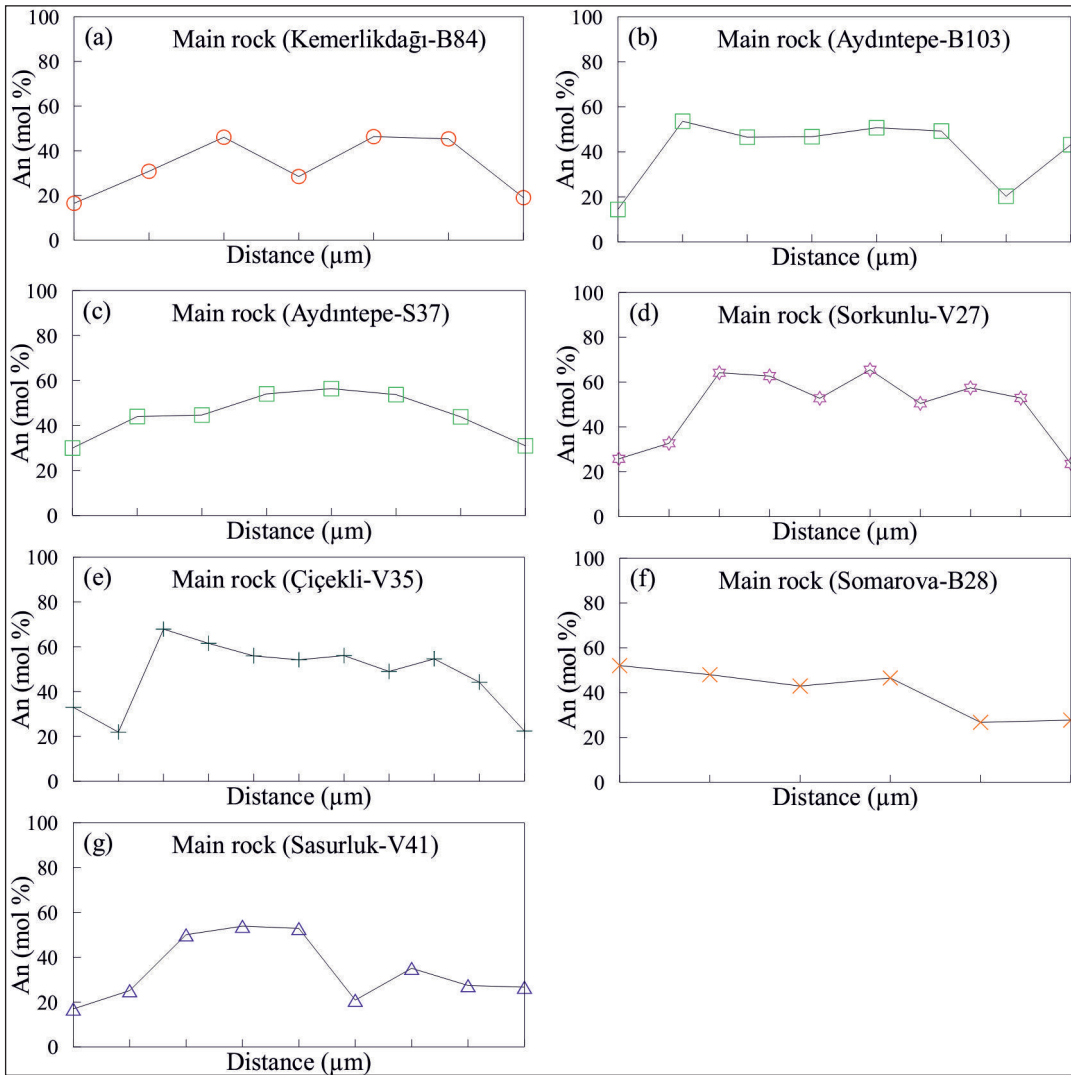 100
(a)
Main rock (Kemerlikdağı-B84)
80
60
40
20
0
An (mol %)
Distance (µm)
100
(b)
Main rock (Aydıntepe-B103)
80
60
40
20
0
An (mol %)
Distance (µm)
100
(c)
Main rock (Aydıntepe-S37)
80
60
40
20
0
An (mol %)
Distance (µm)
100
(d)
Main rock (Sorkunlu-V27)
80
60
40
20
0
An (mol %)
Distance (µm)
100
(e)
Main rock (Çiçekli-V35)
80
60
40
20
0
An (mol %)
Distance (µm)
100
(f)
Main rock (Somarova-B28)
80
60
40
20
0
An (mol %)
Distance (µm)
100
(g)
Main rock (Sasurluk-V41)
80
60
40
20
0
An (mol %)
Distance (µm)